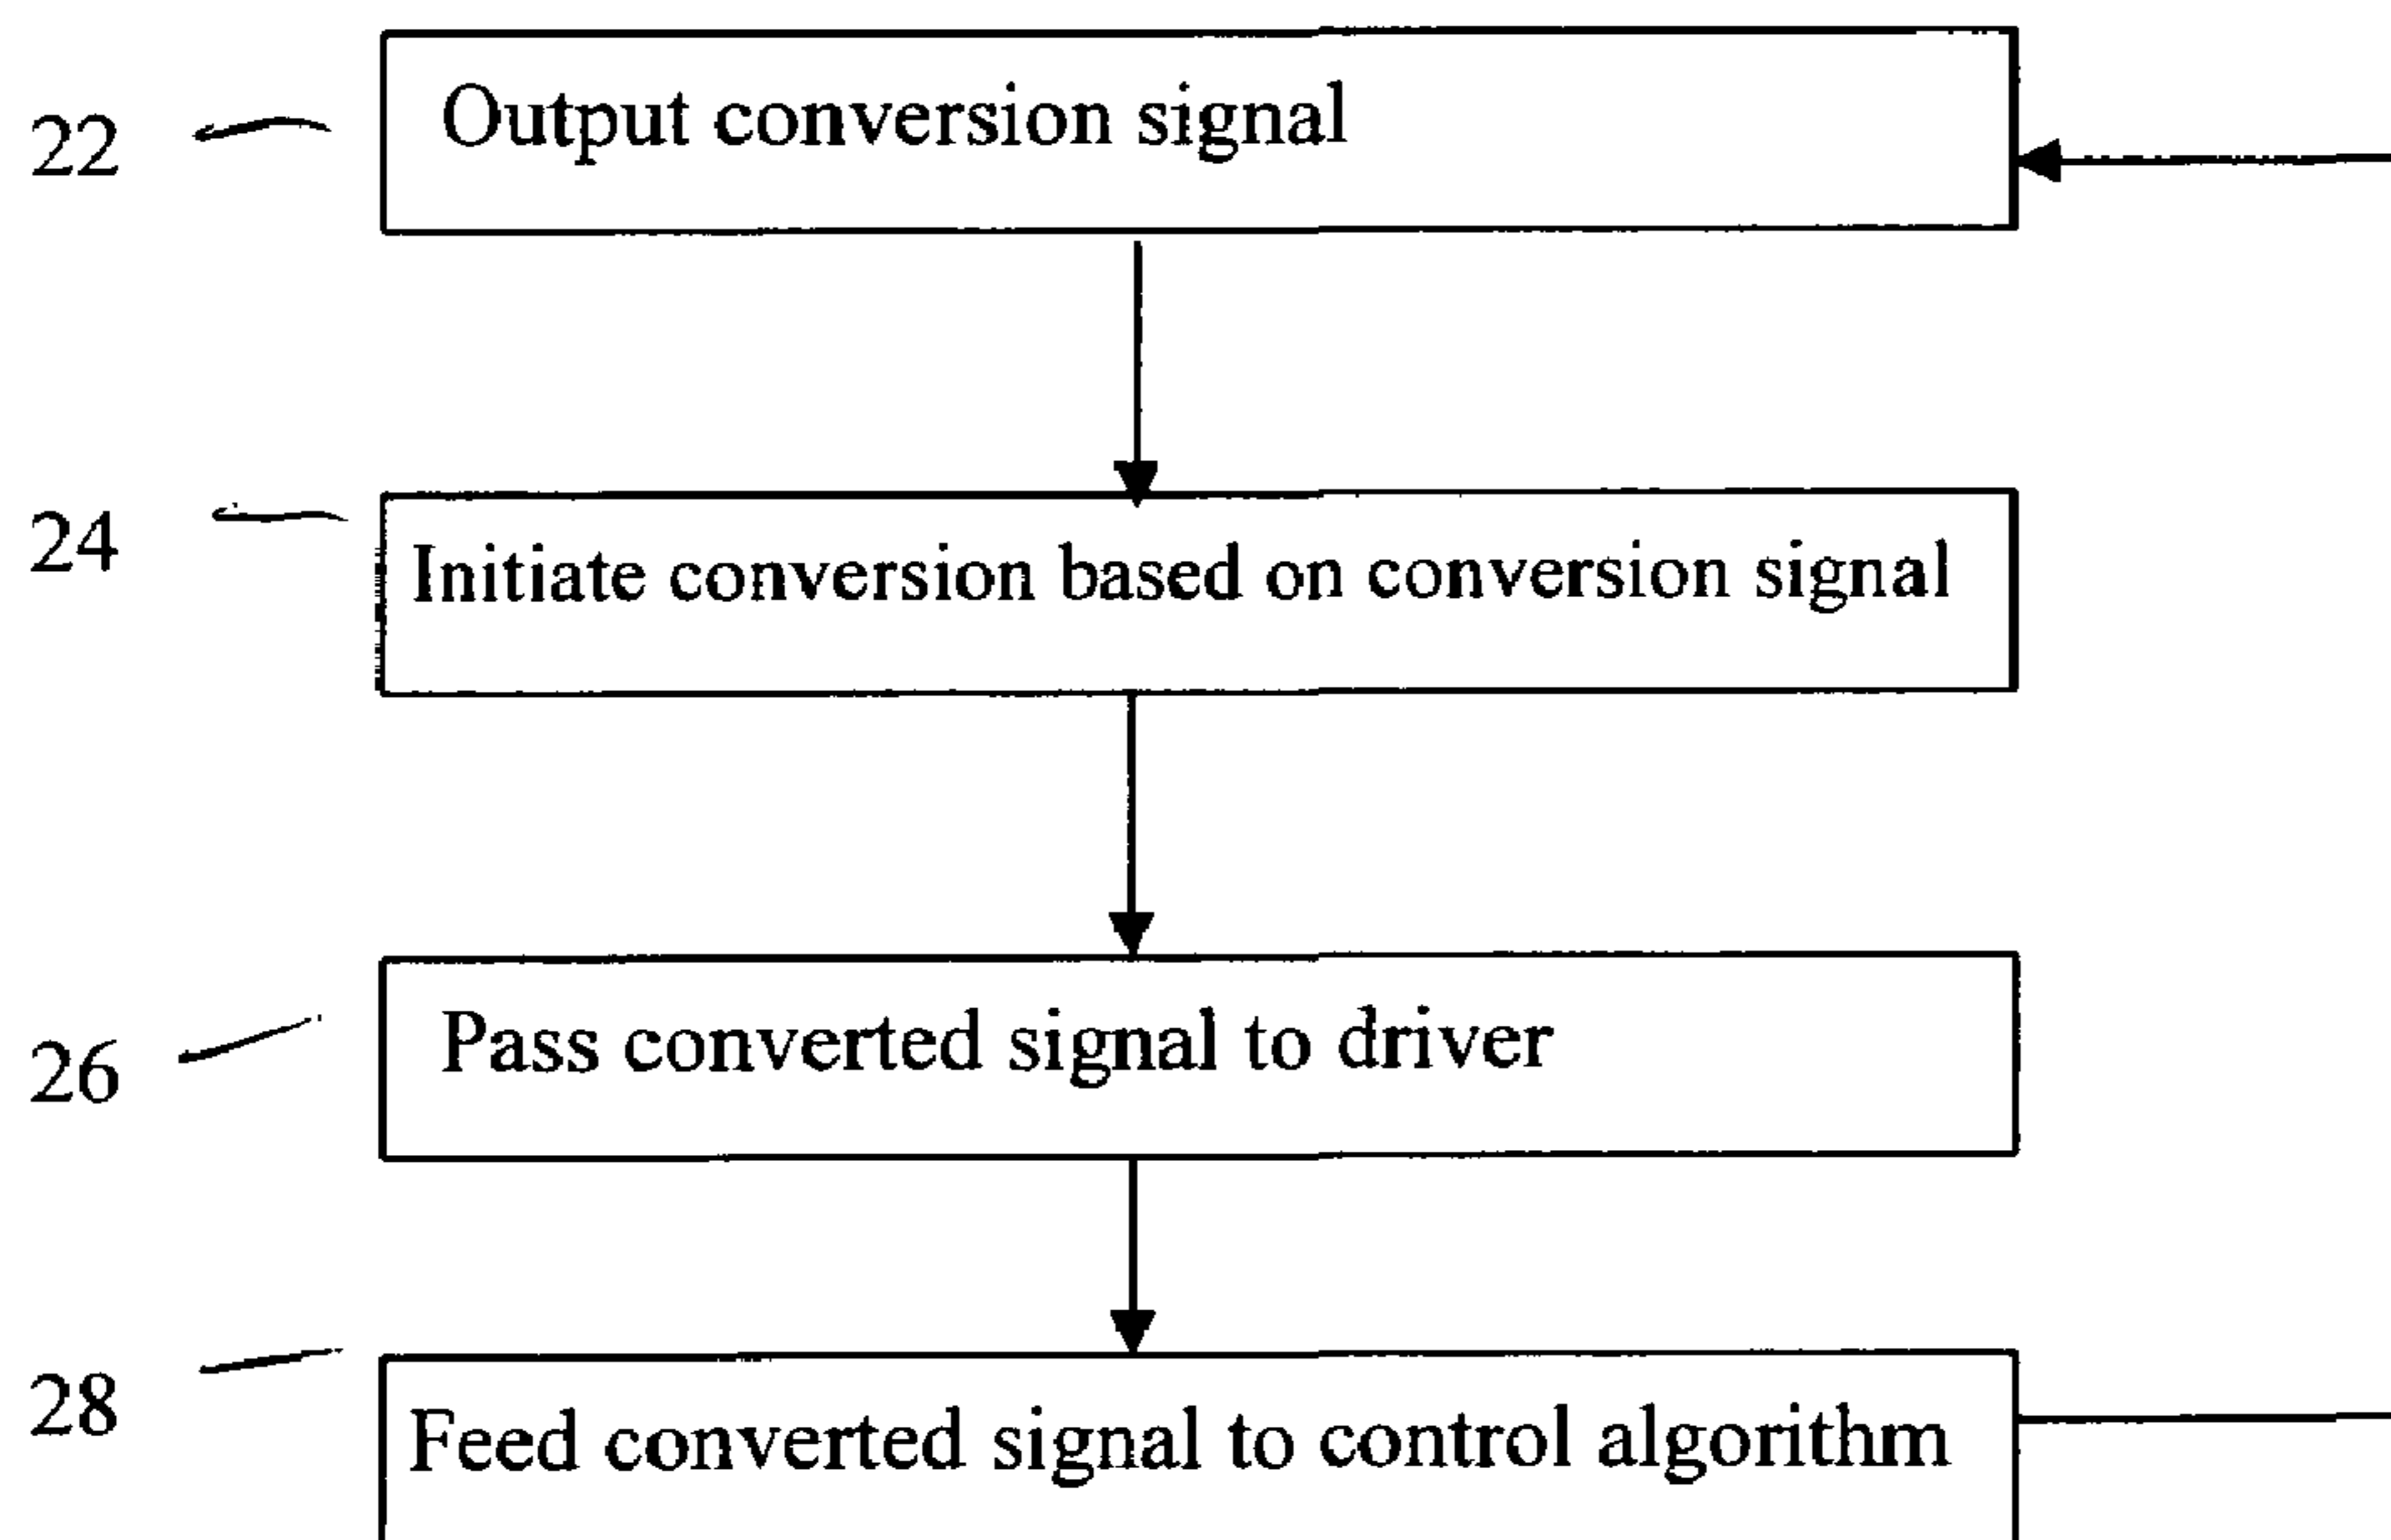 22 Output conversion signal
24 Initiate conversion based on conversion signal
26 Pass converted signal to driver
28 Feed converted signal to control algorithm